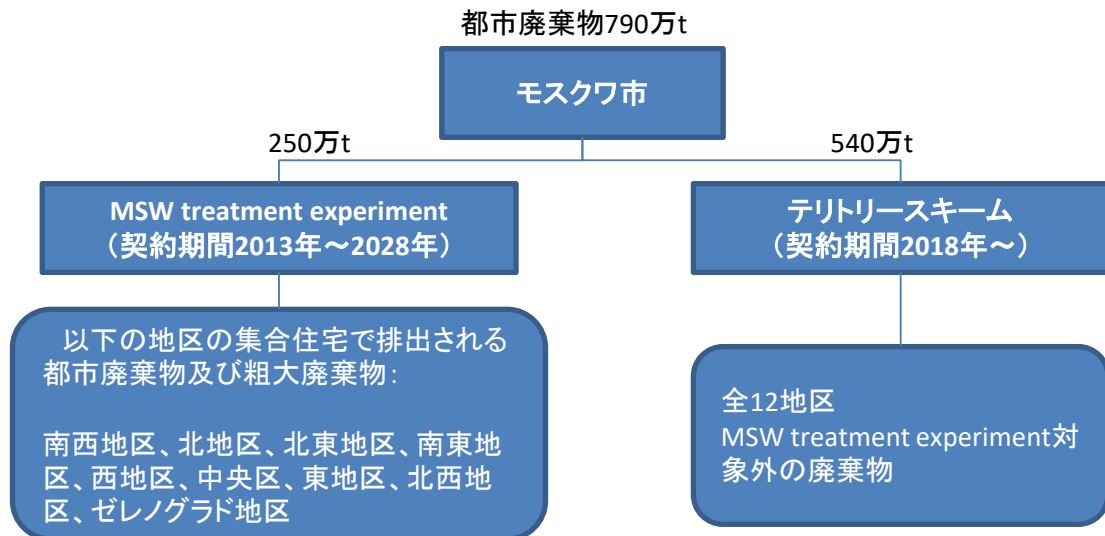 都市廃棄物790万t
モスクワ市
250万t
540万t
MSW treatment experiment
（契約期間2013年～2028年）
テリトリースキーム
（契約期間2018年～）
以下の地区の集合住宅で排出される
都市廃棄物及び粗大廃棄物：
南西地区、北地区、北東地区、南東地
区、西地区、中央区、東地区、北西地
区、ゼレノグラド地区
全12地区
MSW treatment experiment対
象外の廃棄物